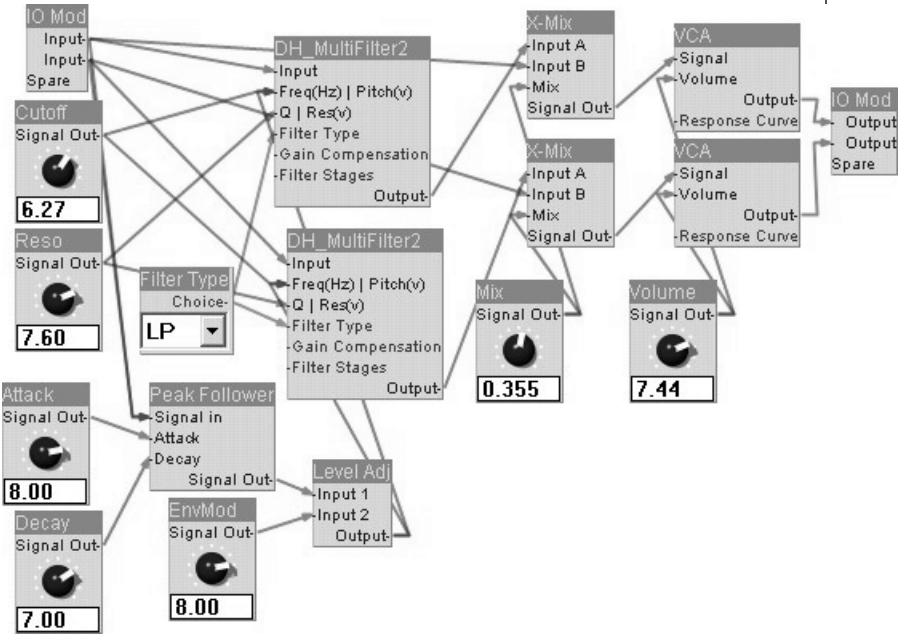 IO Mod
Input
Input
Spare
Cutoff
Signal Out
6.27
Reso
Signal Out
7.60
Filter Type
Choice
LP
DH_MultiFilter2
Input
Freq(Hz) | Pitch(v)
Q | Res(v)
Filter Type
Gain Compensation
Filter Stages
Output
DH_MultiFilter2
Input
Freq(Hz) | Pitch(v)
Q | Res(v)
Filter Type
Gain Compensation
Filter Stages
Output
X-Mix
Input A
Input B
Mix
Signal Out
X-Mix
Input A
Input B
Mix
Signal Out
VCA
Signal
Volume
Output
Response Curve
VCA
Signal
Volume
Output
Response Curve
IO Mod
Output
Output
Spare
Mix
Signal Out
0.355
Volume
Signal Out
7.44
Attack
Signal Out
8.00
Decay
Signal Out
7.00
Peak Follower
Signal in
Attack
Decay
Signal Out
EnvMod
Signal Out
8.00
Level Adj
Input 1
Input 2
Output